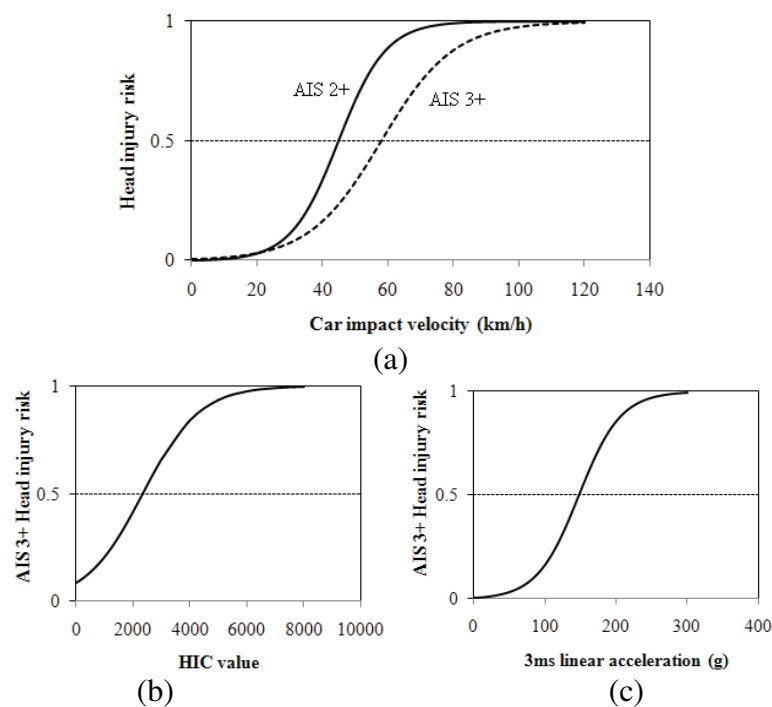 1
0.5
0
Head injury risk
AIS 2+
AIS 3+
0 20 40 60 80 100 120 140
Car impact velocity (km/h)
(a)
1
0.5
0
AIS 3+ Head injury risk
0 2000 4000 6000 8000 10000
HIC value
(b)
1
0.5
0
AIS 3+ Head injury risk
0 100 200 300 400
3ms linear acceleration (g)
(c)